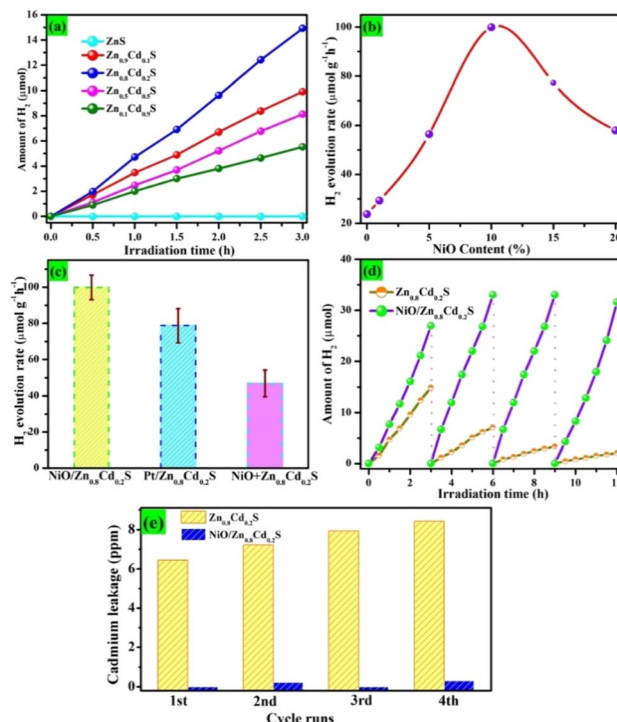 (a)
ZnS
Zn0.9Cd0.1S
Zn0.8Cd0.2S
Zn0.5Cd0.5S
Zn0.1Cd0.9S
Amount of H2 (μmol)
16
14
12
10
8
6
4
2
0
0.0 0.5 1.0 1.5 2.0 2.5 3.0
Irradiation time (h)
(b)
H2 evolution rate (μmol g-1h-1)
100
80
60
40
20
0 5 10 15 20
NiO Content (%)
(c)
H2 evolution rate (μmol g-1h-1)
100
80
60
40
20
0
NiO/Zn0.8Cd0.2S Pt/Zn0.8Cd0.2S NiO+Zn0.8Cd0.2S
(d)
Zn0.8Cd0.2S
NiO/Zn0.8Cd0.2S
Amount of H2 (μmol)
30
20
10
0
0 2 4 6 8 10 12
Irradiation time (h)
(e)
Zn0.8Cd0.2S
NiO/Zn0.8Cd0.2S
Cadmium leakage (ppm)
8
6
4
2
0
1st 2nd 3rd 4th
Cycle runs